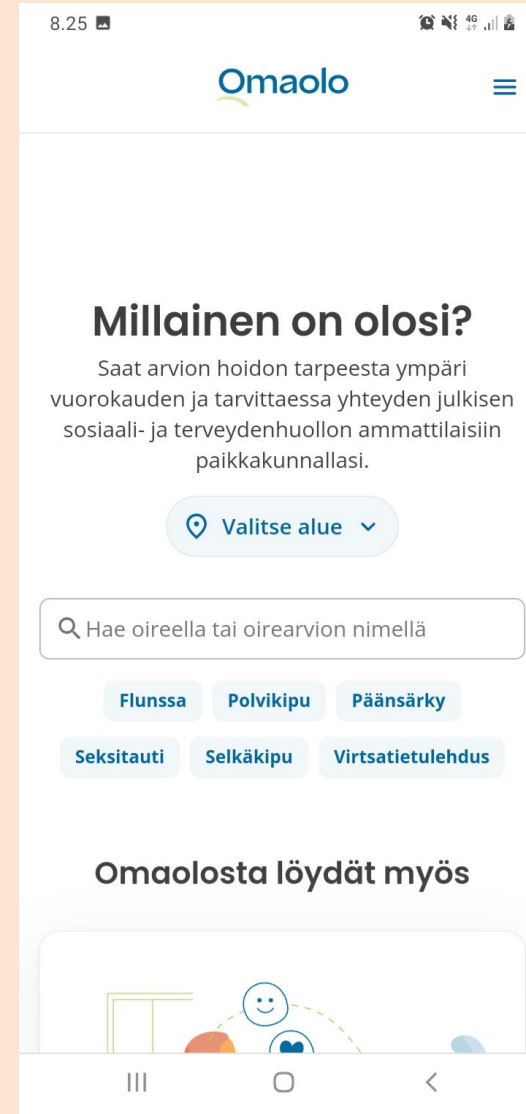 8.25
4G
Omaolo
Millainen on olosi?
Saat arvion hoidon tarpeesta ympäri
vuorokauden ja tarvittaessa yhteyden julkisen
sosiaali- ja terveydenhuollon ammattilaisiin
paikkakunnallasi.
Valitse alue
Hae oireella tai oirearvion nimellä
Flunssa Polvikipu Päänsärky
Seksitauti Selkäkipu Virtsatietulehdus
Omaolosta löydät myös